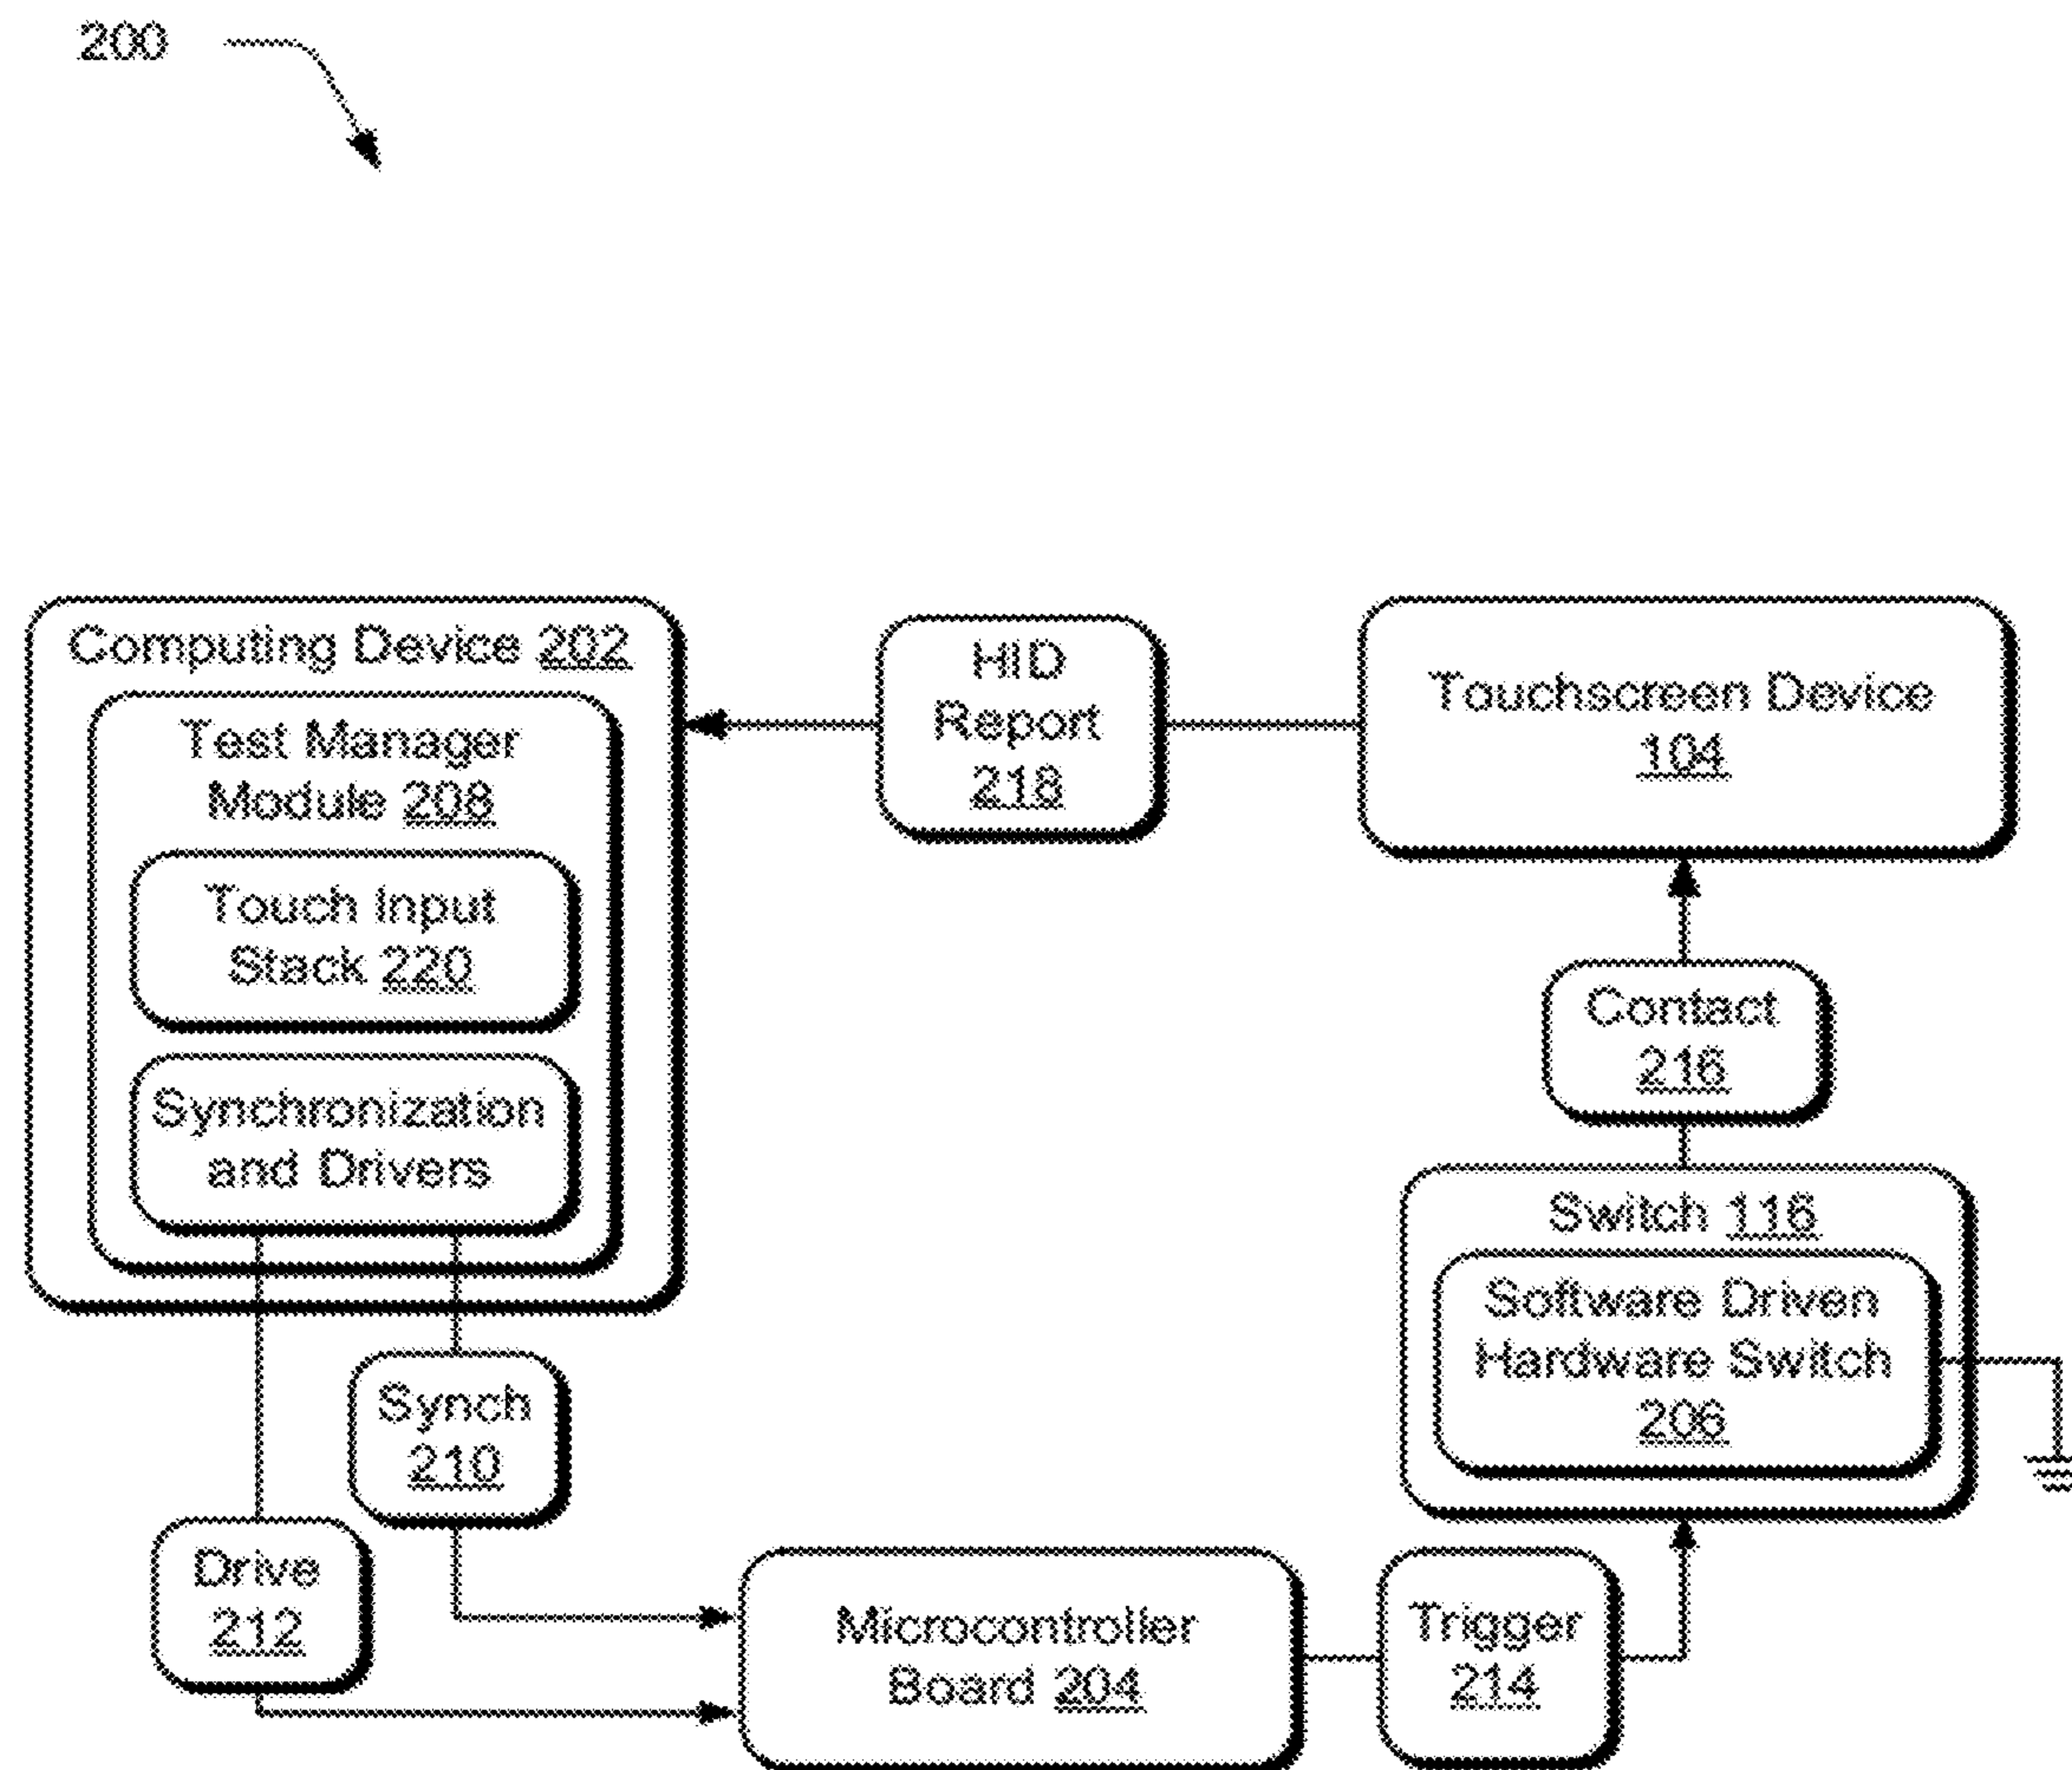 200
Computing Device 202
Test Manager
Module 208
Touch Input
Stack 220
Synchronization
and Drivers
HID
Report
218
Touchscreen Device
104
Contact
216
Switch 116
Software Driven
Hardware Switch
206
Synch
210
Drive
212
Microcontroller
Board 204
Trigger
214